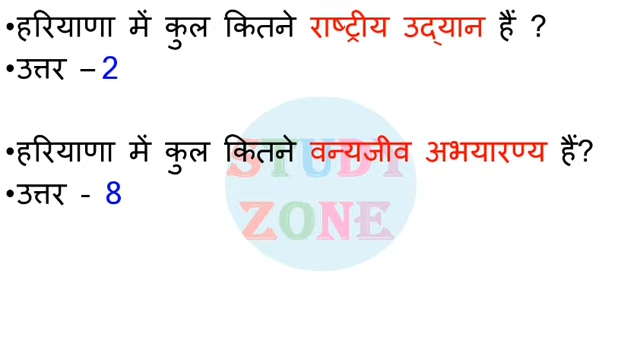 •हरियाणा में कुल कितने राष्ट्रीय उद्यान हैं ?
•उत्तर – 2
•हरियाणा में कुल कितने वन्यजीव अभयारण्य हैं?
•उत्तर - 8
STUDY
ZONE